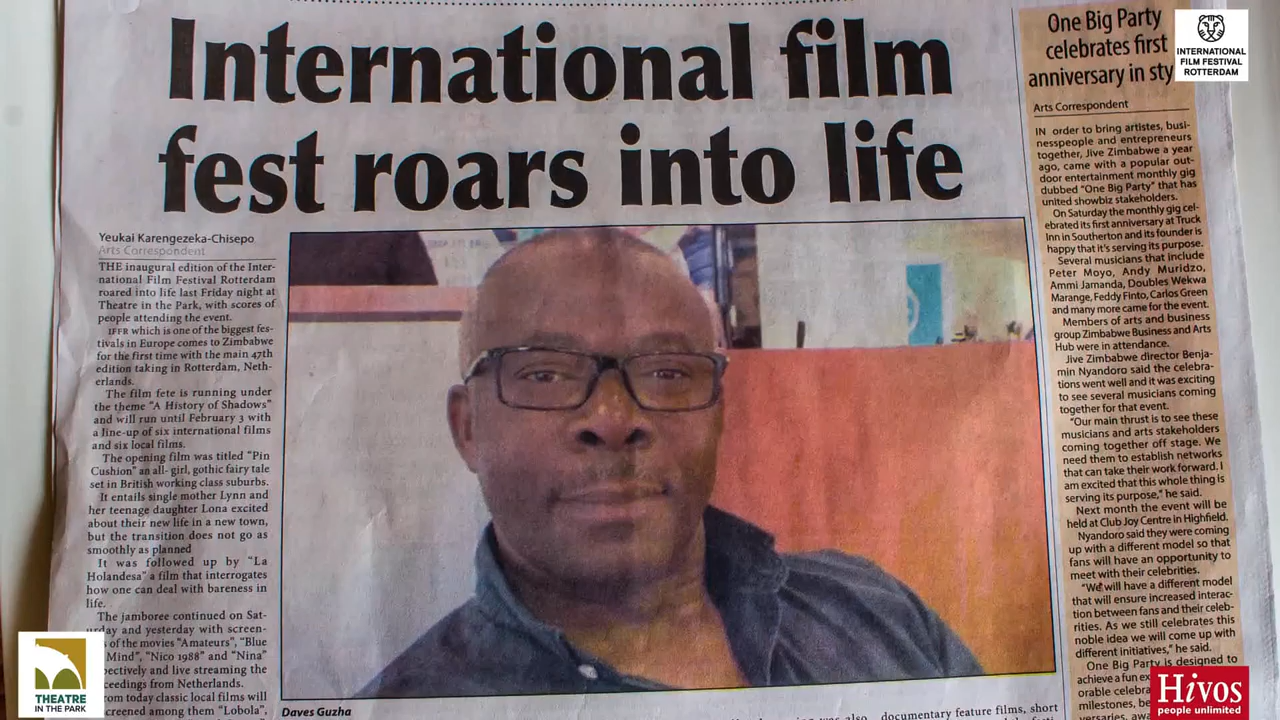 International film
fest roars into life
Yeukai Karengezeka-Chisepo
Arts Correspondent
THE inaugural edition of the Inter-
national Film Festival Rotterdam
roared into life last Friday night at
Theatre in the Park, with scores of
people attending the event.
IFFR which is one of the biggest fes-
tivals in Europe comes to Zimbabwe
for the first time with the main 47th
edition taking in Rotterdam, Neth-
erlands.
The film fete is running under
the theme "A History of Shadows"
and will run until February 3 with
a line-up of six international films
and six local films.
The opening film was titled "Pin
Cushion" an all- girl, gothic fairy tale
set in British working class suburbs.
It entails single mother Lynn and
her teenage daughter Lona excited
about their new life in a new town,
but the transition does not go as
smoothly as planned
It was followed up by "La
Holandesa" a film that interrogates
how one can deal with bareness in
life.
The jamboree continued on Sat-
urday and yesterday with screen-
of the movies "Amateurs", "Blue
Mind", "Nico 1988" and "Nina"
pectively and live streaming the
ceedings from Netherlands.
rom today classic local films will
screened among them "Lobola",
Daves Guzha
was also
documentary feature films, short
One Big Party
celebrates first
anniversary in sty
Arts Correspondent
IN order to bring artistes, busi-
nesspeople and entrepreneurs
together, Jive Zimbabwe a year
ago, came with a popular out-
door entertainment monthly gig
dubbed "One Big Party" that has
united showbiz stakeholders.
On Saturday the monthly gig cel-
ebrated its first anniversary at Truck
Inn in Southerton and its founder is
happy that it's serving its purpose.
Several musicians that include
Peter Moyo, Andy Muridzo,
Ammi Jamanda, Doubles Wekwa
Marange, Feddy Finto, Carlos Green
and many more came for the event.
Members of arts and business
group Zimbabwe Business and Arts
Hub were in attendance.
Jive Zimbabwe director Benja-
min Nyandoro said the celebra-
tions went well and it was exciting
to see several musicians coming
together for that event.
"Our main thrust is to see these
musicians and arts stakeholders
coming together off stage. We
need them to establish networks
that can take their work forward. I
am excited that this whole thing is
serving its purpose," he said.
Next month the event will be
held at Club Joy Centre in Highfield.
Nyandoro said they were coming
up with a different model so that
fans will have an opportunity to
meet with their celebrities.
"We will have a different model
that will ensure increased interac-
tion between fans and their celeb-
rities. As we still celebrates this
noble idea we will come up with
different initiatives," he said.
One Big Party is designed to
achieve a fun ex
orable celebra
milestones, be
versaries, awa
INTERNATIONAL
FILM FESTIVAL
ROTTERDAM
THEATRE
IN THE PARK
Hivos
people unlimited